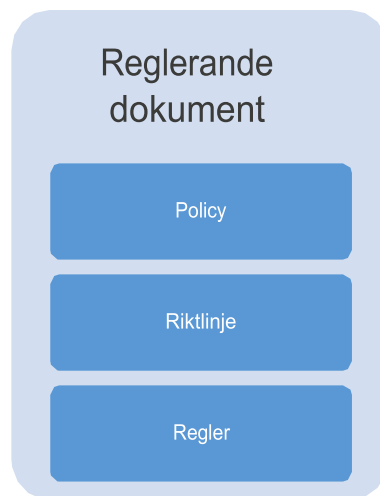 Reglerande
dokument
Policy
Riktlinje
Regler